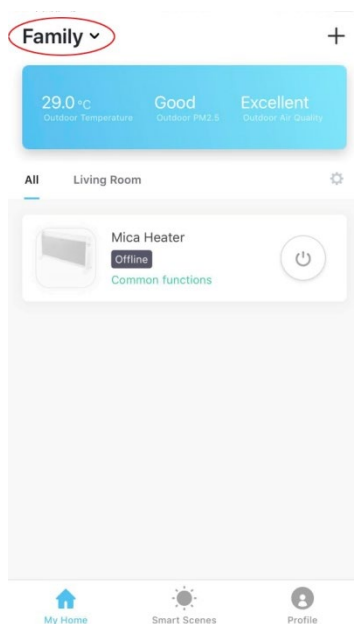 Family
29.0 °C Good Excellent
Outdoor Temperature Outdoor PM2.5 Outdoor Air Quality
All Living Room
Mica Heater
Offline
Common functions
My Home Smart Scenes Profile